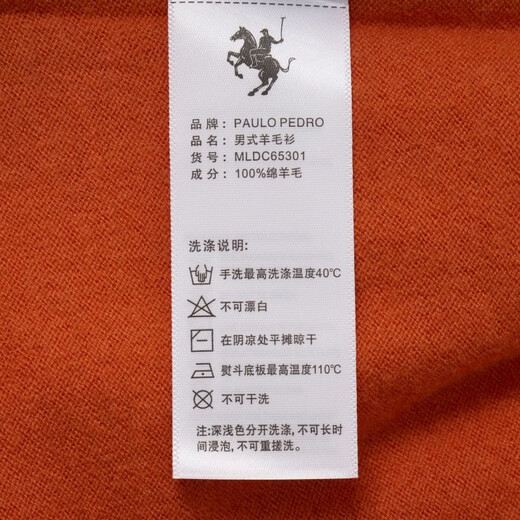 品牌：PAULO PEDRO
品名：男式羊毛衫
货号：MLDC65301
成分：100%绵羊毛
洗涤说明：
手洗最高洗涤温度40℃
不可漂白
在阴凉处平摊晾干
熨斗底板最高温度110℃
不可干洗
注:深浅色分开洗涤,不可长时
间浸泡,不可重搓洗。